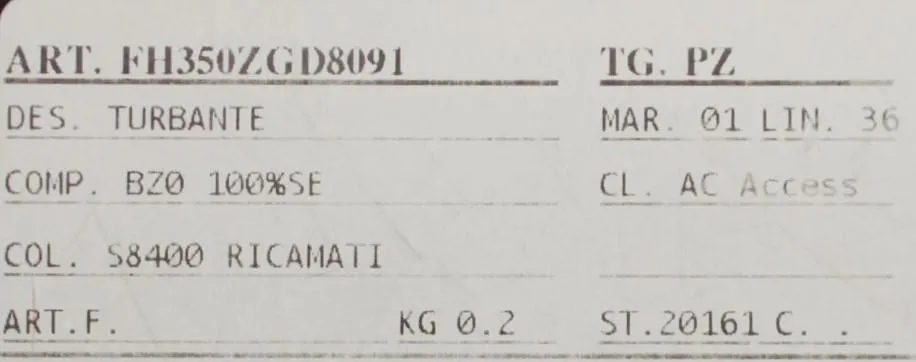 ART. FH350ZGD8091 TG. PZ
DES. TURBANTE MAR. 01 LIN. 36
COMP. BZ0 100%SE CL. AC Access
COL. S8400 RICAMATI
ART.F. KG 0.2 ST.20161 C. .